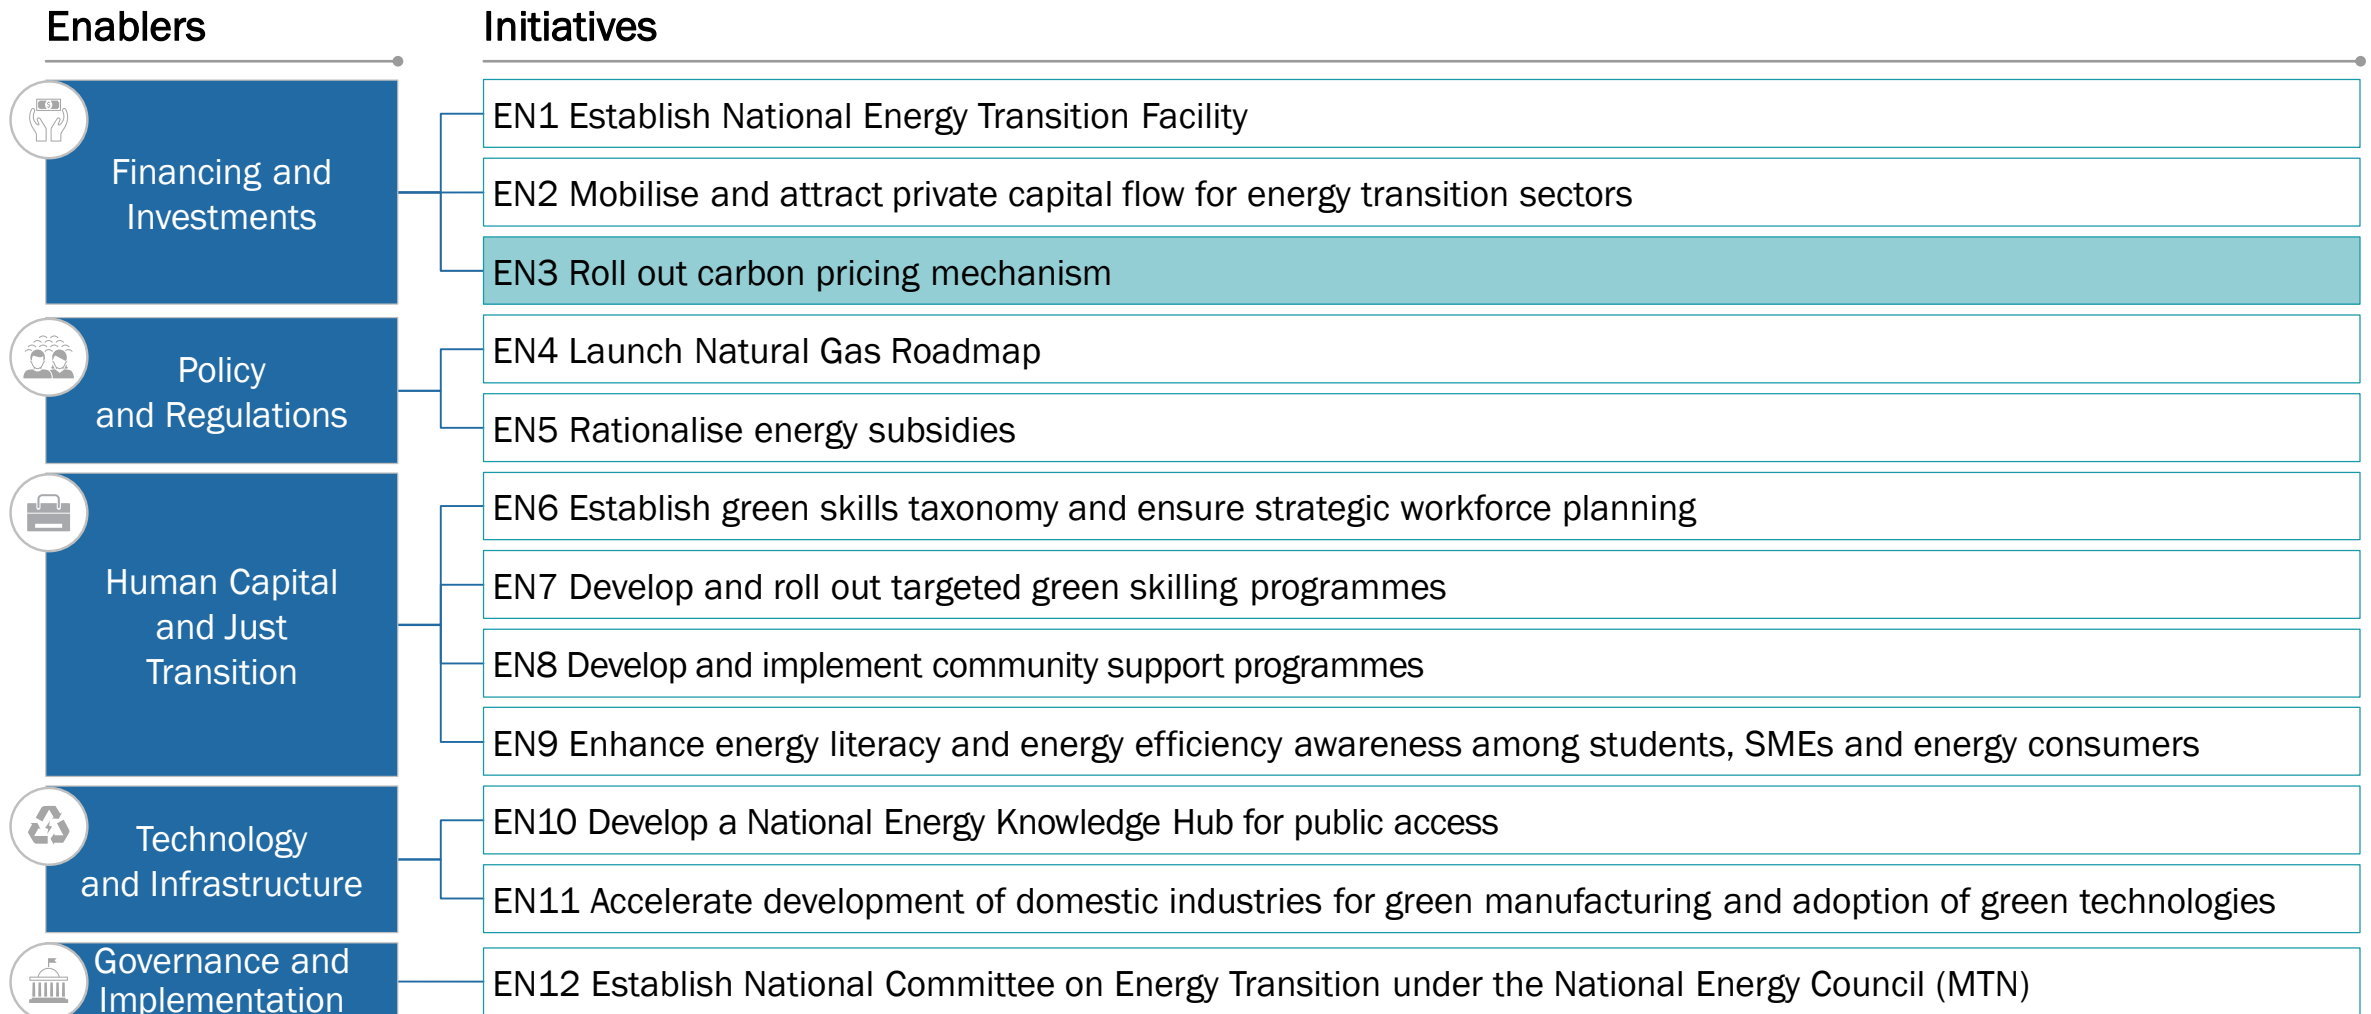 Enablers
Initiatives
Financing and
Investments
EN1 Establish National Energy Transition Facility
EN2 Mobilise and attract private capital flow for energy transition sectors
EN3 Roll out carbon pricing mechanism
Policy
and Regulations
EN4 Launch Natural Gas Roadmap
EN5 Rationalise energy subsidies
Human Capital
and Just
Transition
EN6 Establish green skills taxonomy and ensure strategic workforce planning
EN7 Develop and roll out targeted green skilling programmes
EN8 Develop and implement community support programmes
EN9 Enhance energy literacy and energy efficiency awareness among students, SMEs and energy consumers
Technology
and Infrastructure
EN10 Develop a National Energy Knowledge Hub for public access
EN11 Accelerate development of domestic industries for green manufacturing and adoption of green technologies
Governance and
Implementation
EN12 Establish National Committee on Energy Transition under the National Energy Council (MTN)